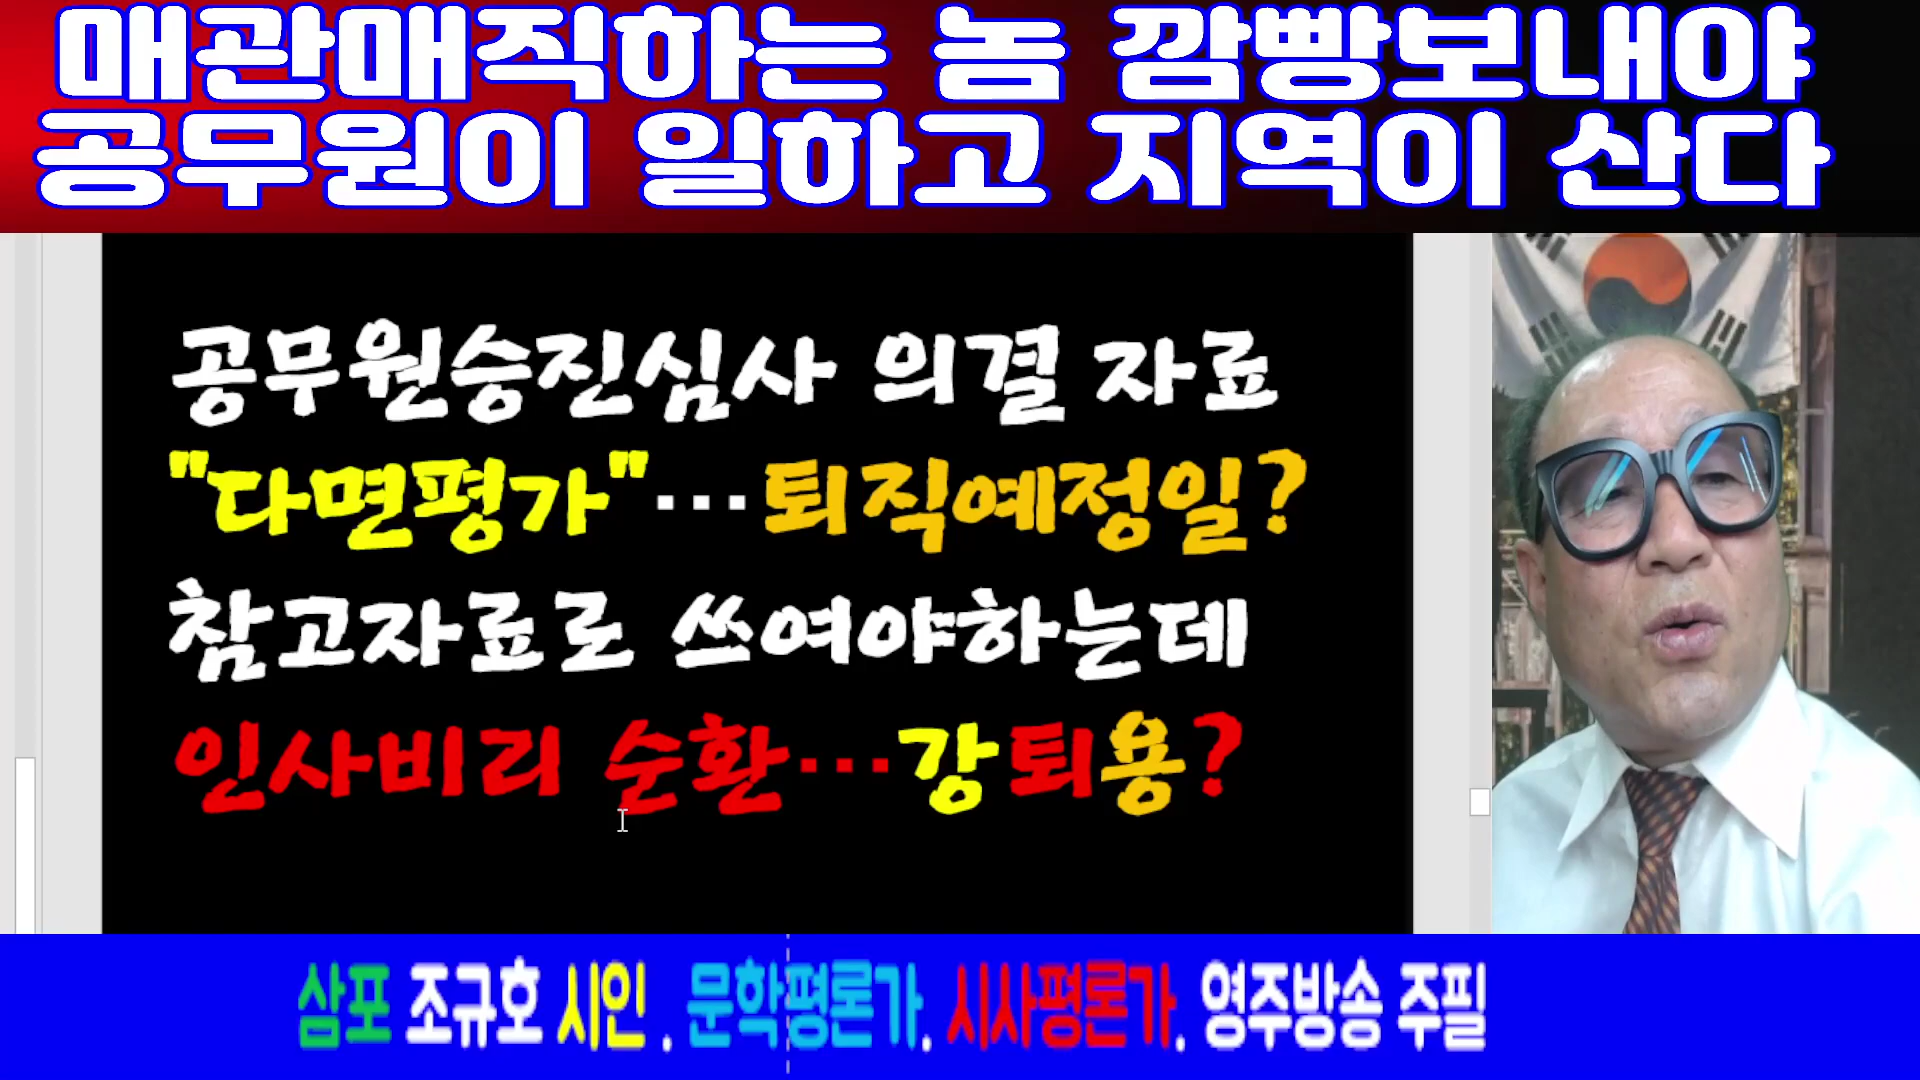 매관매직하는 놈 깜빵보내야
공무원이 일하고 지역이 산다
공무원승진심사 의결 자료
"다면평가"…퇴직예정일?
참고자료로 쓰여야하는데
인사비리 순환…강퇴용?
삼포 조규호 시인 . 문학평론가. 시사평론가. 영주방송 주필